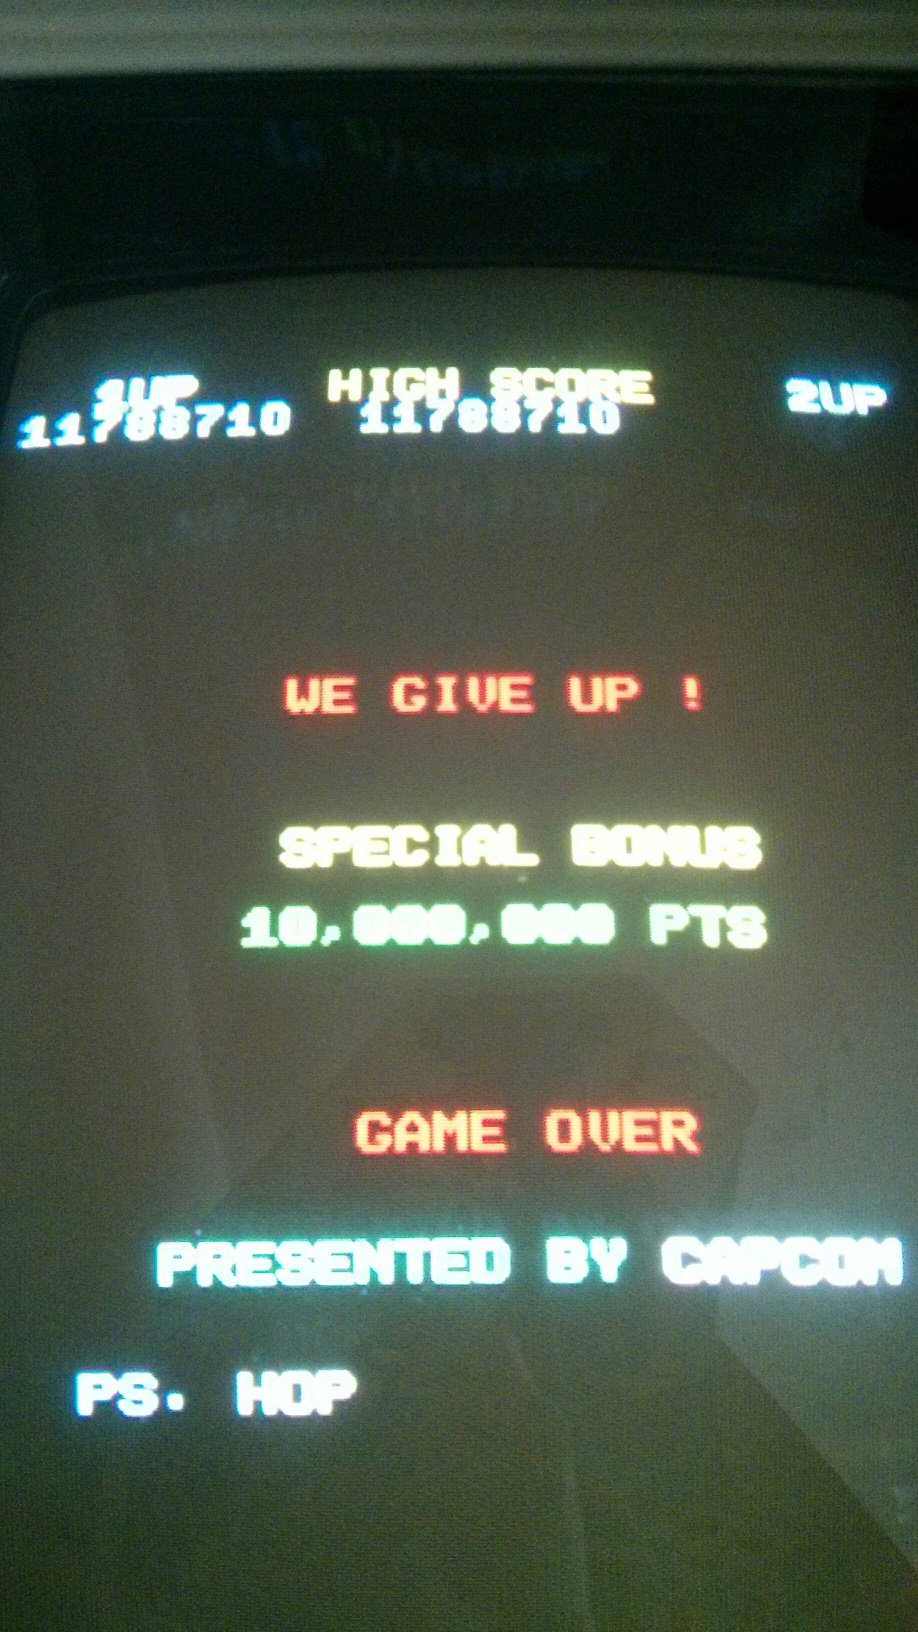 1UP HIGH SCORE 2UP
11788710 11788710
WE GIVE UP !
SPECIAL BONUS
10,000,000 PTS
GAME OVER
PRESENTED BY CAPCOM
PS. HOP